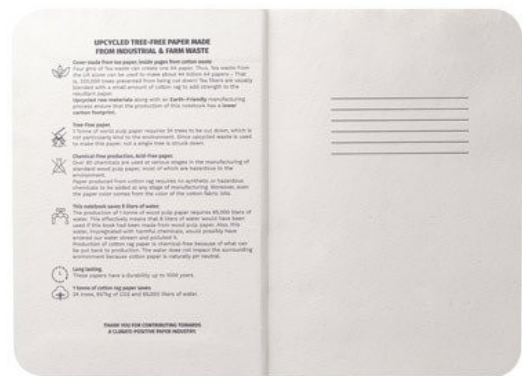 UPCYCLED TREE-FREE PAPER MADE
FROM INDUSTRIAL & FARM WASTE
Cover made from tea paper, inside pages from cotton waste
Four gms of Tea waste can create one A4 paper. Thus, Tea waste from
the UK alone can be used to make about 44 billion A4 papers - That
is, 220,000 trees prevented from being cut down! Tea fibers are usually
blended with a small amount of cotton rag to add strength to the
resultant paper.
Upcycled raw materials along with an Earth-Friendly manufacturing
process ensure that the production of this notebook has a lower
carbon footprint.
Tree-free paper.
1 Tonne of wood pulp paper requires 24 trees to be cut down, which is
not particularly kind to the environment. Since upcycled waste is used
to make this paper, not a single tree is struck down.
Chemical-free production, Acid-free paper.
Over 80 chemicals are used at various stages in the manufacturing of
standard wood pulp paper, most of which are hazardous to the
environment.
Paper produced from cotton rag requires no synthetic or hazardous
chemicals to be added at any stage of manufacturing. Moreover, even
the paper color comes from the color of the cotton fabric bits.
This notebook saves 8 liters of water.
The production of 1 tonne of wood pulp paper requires 65,000 liters of
water. This effectively means that 8 liters of water would have been
used if this book had been made from wood pulp paper. Also, this
water, impregnated with harmful chemicals, would possibly have
entered our water stream and polluted it.
Production of cotton rag paper is chemical-free because of what can
be put back to production. The water does not impact the surrounding
environment because cotton paper is naturally pH neutral.
Long lasting.
These papers have a durability up to 1000 years.
1 tonne of cotton rag paper saves
24 trees, of CO2 and 65,000 liters of water.
THANK YOU FOR CONTRIBUTING TOWARDS
A CLIMATE-POSITIVE PAPER INDUSTRY.